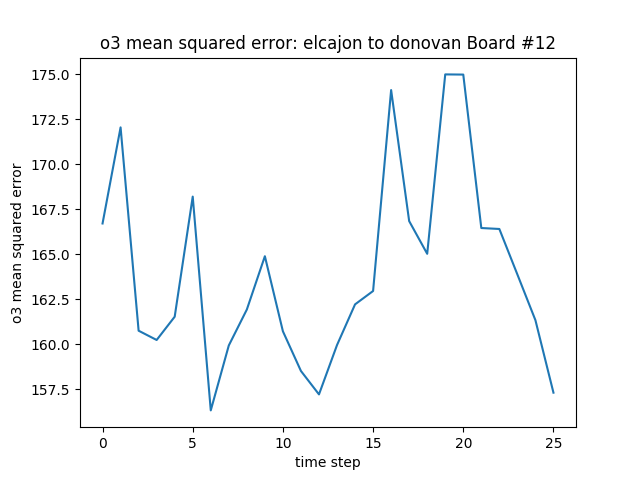 o3 mean squared error: elcajon to donovan Board #12
175.0
172.5
170.0
167.5
165.0
162.5
160.0
157.5
o3 mean squared error
0 5 10 15 20 25
time step